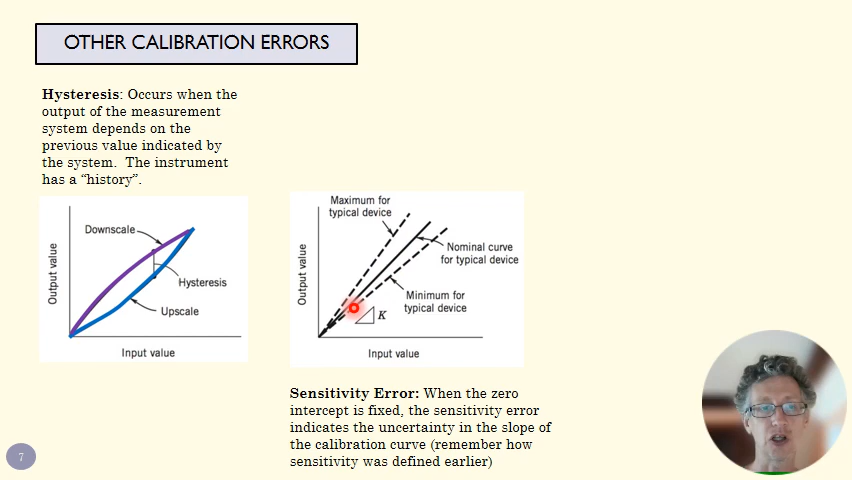 OTHER CALIBRATION ERRORS
Hysteresis: Occurs when the
output of the measurement
system depends on the
previous value indicated by
the system. The instrument
has a “history”.
Downscale
Output value
Hysteresis
Upscale
Input value
Maximum for
typical device
Output value
Nominal curve
for typical device
Minimum for
typical device
K
Input value
Sensitivity Error: When the zero
intercept is fixed, the sensitivity error
indicates the uncertainty in the slope of
the calibration curve (remember how
sensitivity was defined earlier)
7